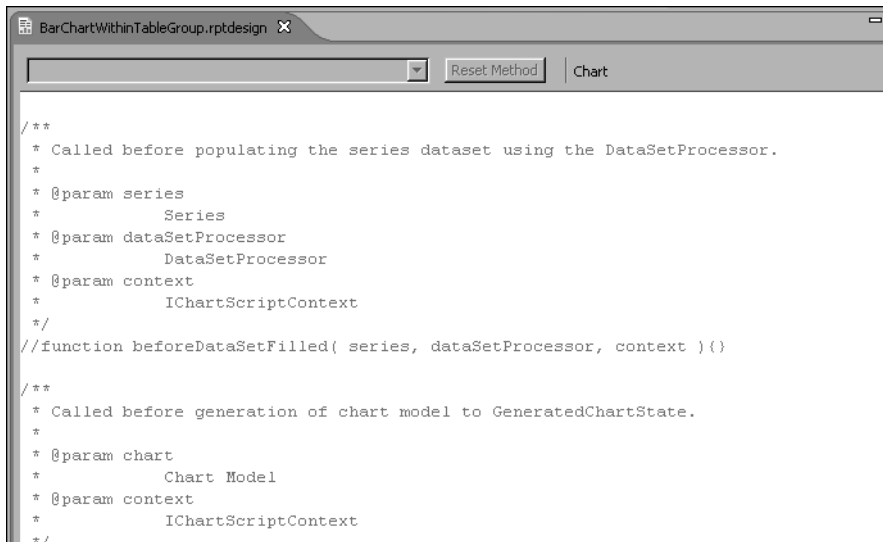 BarChartWithinTableGroup.rptdesign
Reset Method Chart
/**
* Called before populating the series dataset using the DataSetProcessor.
*
* @param series
* Series
* @param dataSetProcessor
* DataSetProcessor
* @param context
* IChartScriptContext
*/
//function beforeDataSetFilled( series, dataSetProcessor, context ){}
/**
* Called before generation of chart model to GeneratedChartState.
*
* @param chart
* Chart Model
* @param context
* IChartScriptContext
*/